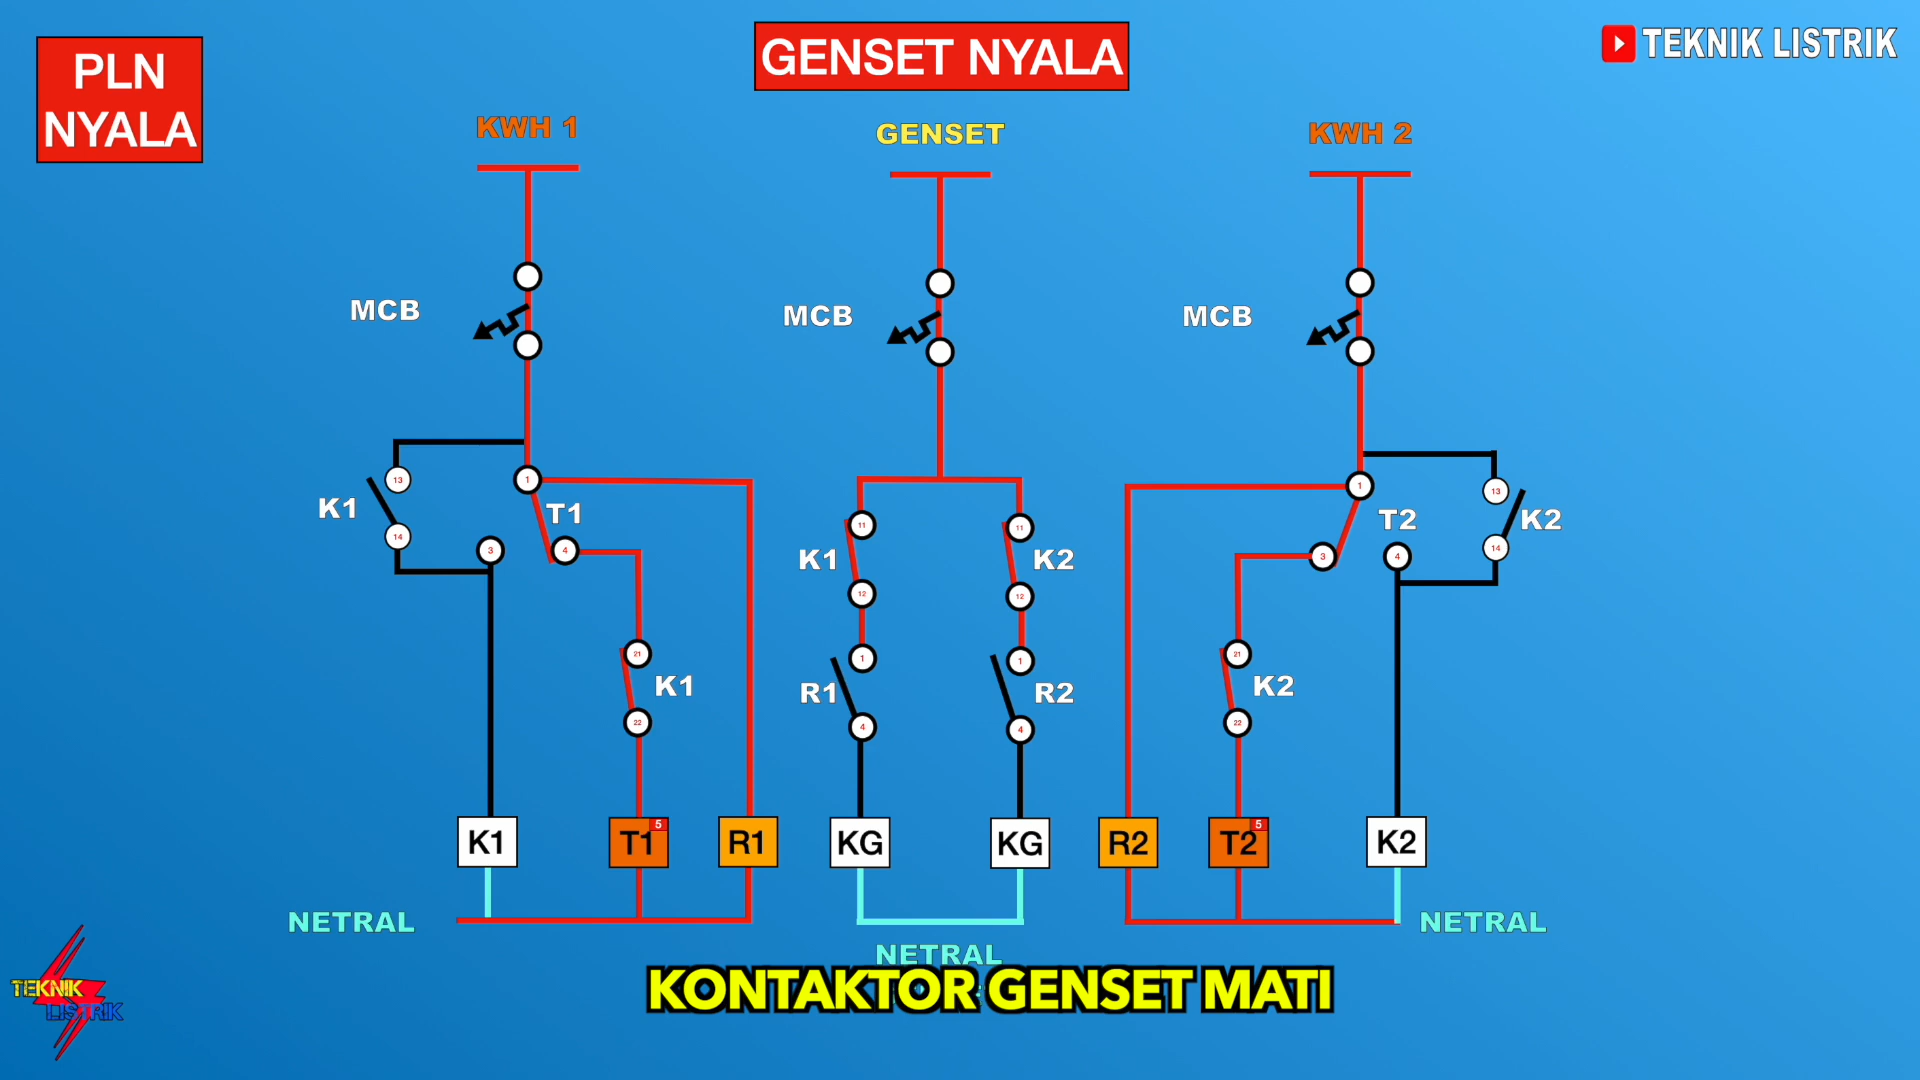 PLN
NYALA
GENSET NYALA
TEKNIK LISTRIK
KWH 1
GENSET
KWH 2
MCB
MCB
MCB
13
14
K1
1
3
4
T1
11
12
K1
11
12
K2
1
3
4
T2
13
14
K2
21
22
K1
1
4
R1
1
4
R2
21
22
K2
K1
T1 5
R1
KG
KG
R2
T2 5
K2
NETRAL
NETRAL
NETRAL
KONTAKTOR GENSET MATI
TEKNIK
LISTRIK